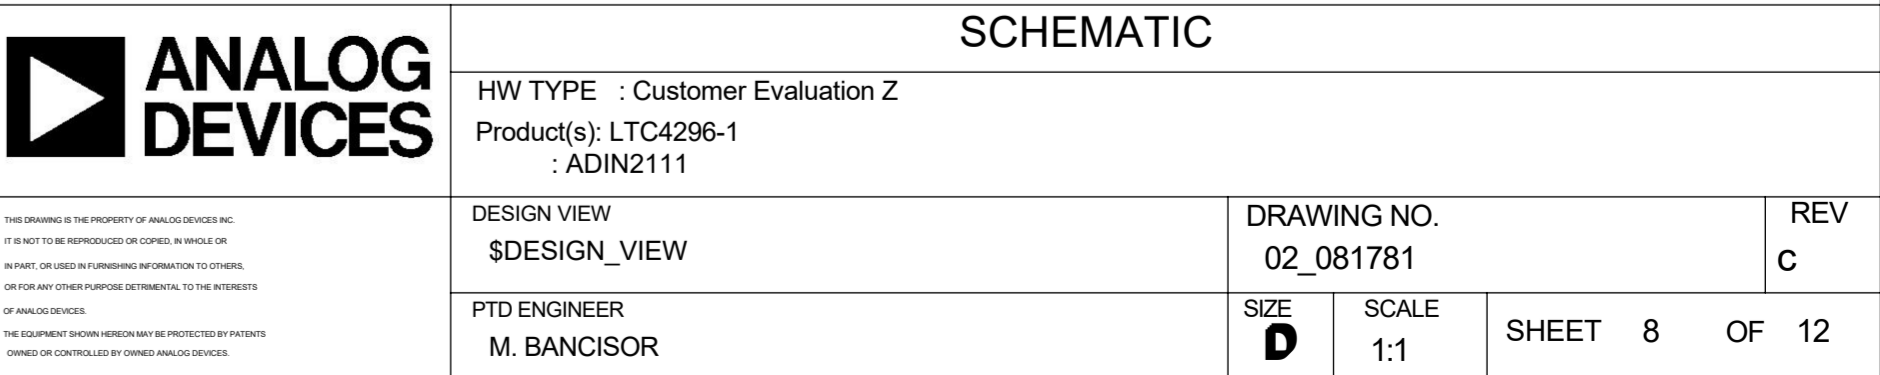 ANALOG
DEVICES
SCHEMATIC
HW TYPE : Customer Evaluation Z
Product(s): LTC4296-1
: ADIN2111
THIS DRAWING IS THE PROPERTY OF ANALOG DEVICES INC.
IT IS NOT TO BE REPRODUCED OR COPIED, IN WHOLE OR
IN PART, OR USED IN FURNISHING INFORMATION TO OTHERS,
OR FOR ANY OTHER PURPOSE DETRIMENTAL TO THE INTERESTS
OF ANALOG DEVICES.
THE EQUIPMENT SHOWN HEREON MAY BE PROTECTED BY PATENTS
OWNED OR CONTROLLED BY OWNED ANALOG DEVICES.
DESIGN VIEW
$DESIGN_VIEW
DRAWING NO.
02_081781
REV
C
PTD ENGINEER
M. BANCISOR
SIZE
D
SCALE
1:1
SHEET 8 OF 12